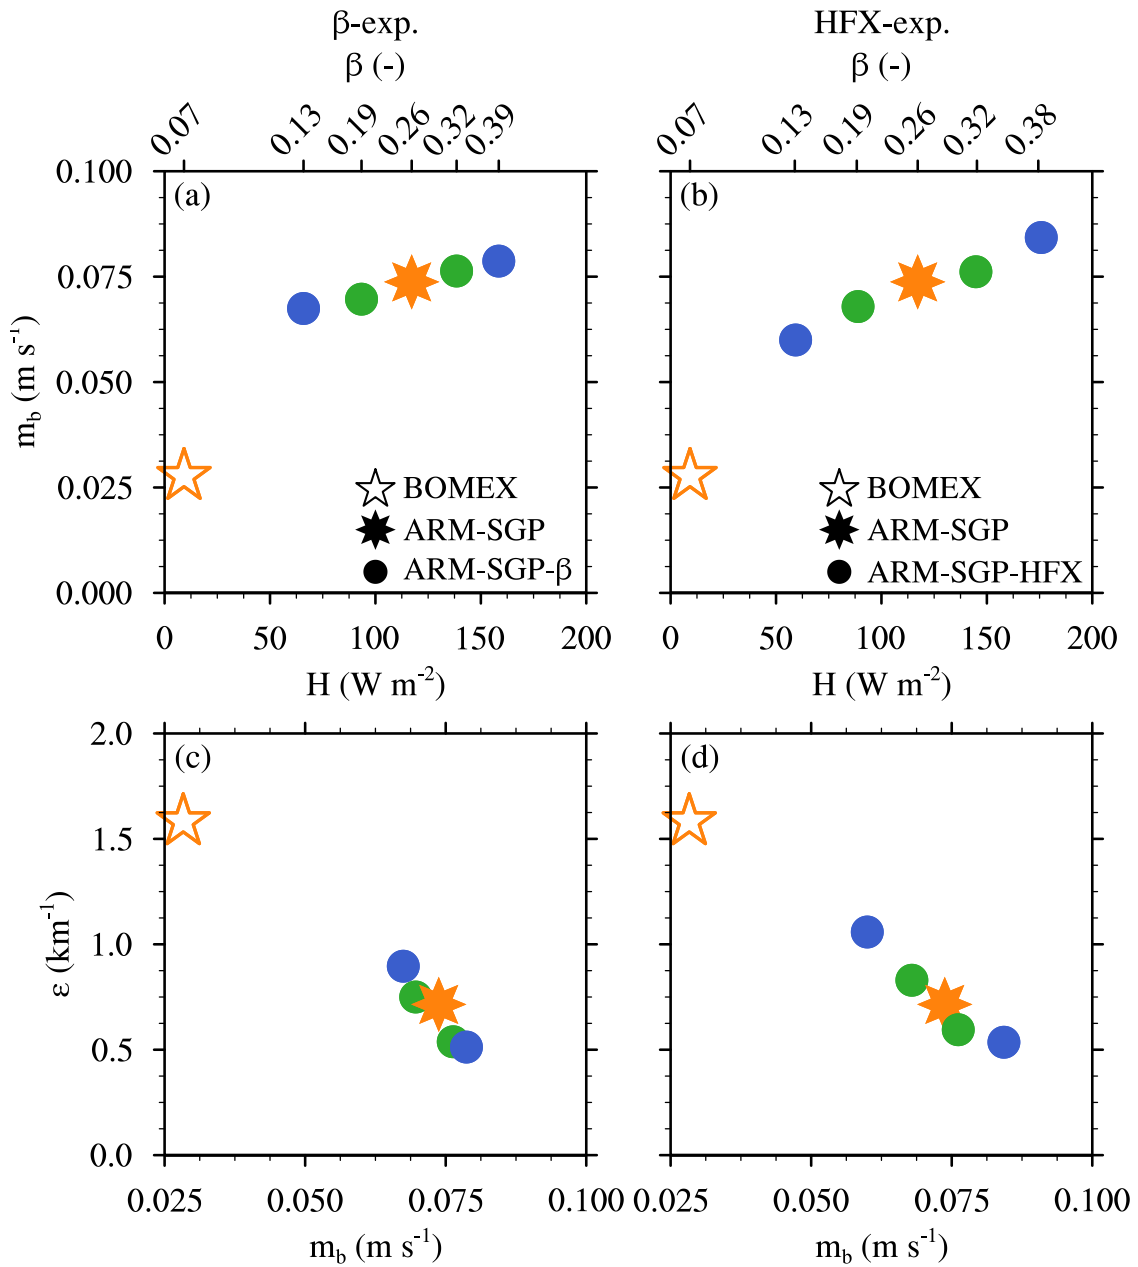 β-exp.
HFX-exp.
β (-)
β (-)
0.07 0.13 0.19 0.26 0.32 0.39
0.07 0.13 0.19 0.26 0.32 0.38
(a)
(b)
0.100
0.075
0.050
0.025
0.000
m_b (m s⁻¹)
BOMEX
ARM-SGP
ARM-SGP-β
BOMEX
ARM-SGP
ARM-SGP-HFX
0 50 100 150 200
0 50 100 150 200
H (W m⁻²)
H (W m⁻²)
(c)
(d)
2.0
1.5
1.0
0.5
0.0
ε (km⁻¹)
0.025 0.050 0.075 0.100
0.025 0.050 0.075 0.100
m_b (m s⁻¹)
m_b (m s⁻¹)